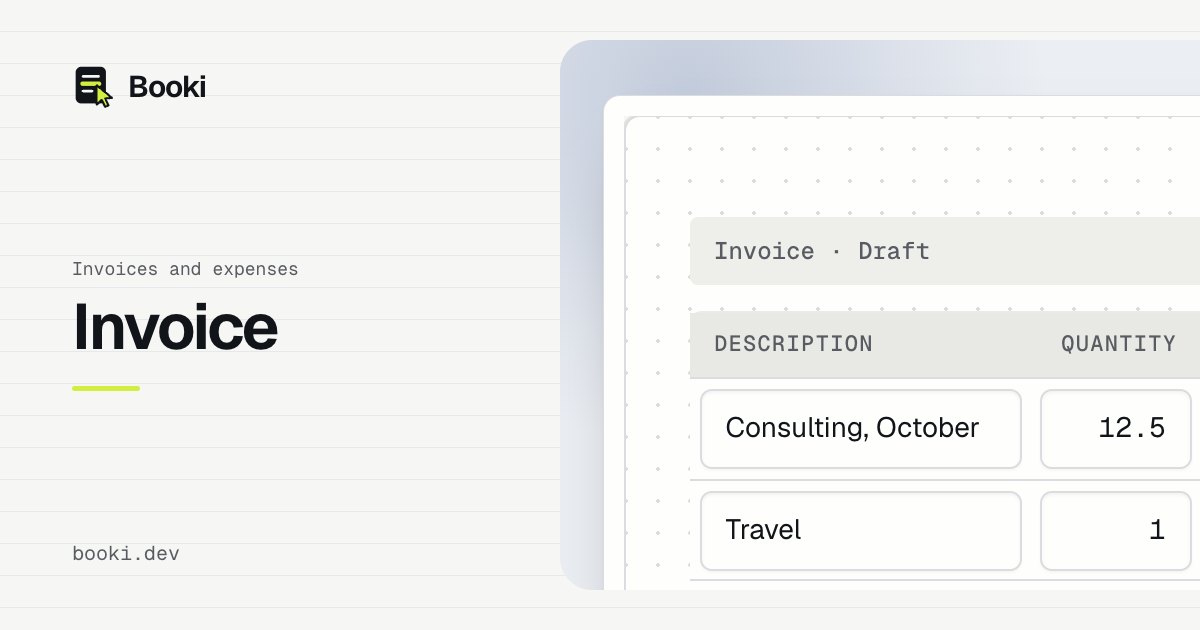 Booki
Invoices and expenses
Invoice
booki.dev
Invoice · Draft
DESCRIPTION QUANTITY
Consulting, October 12.5
Travel 1